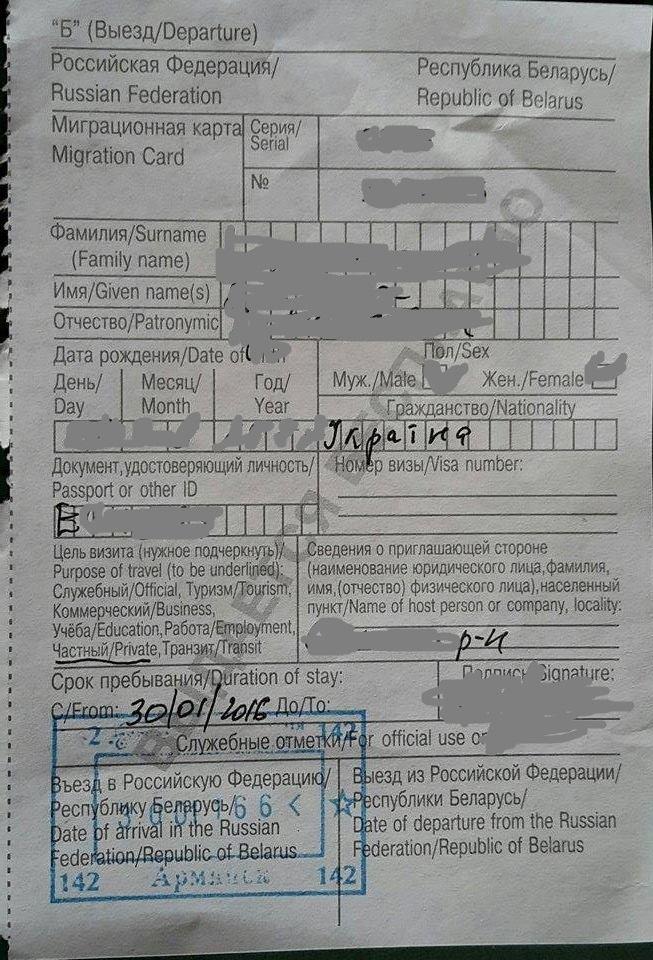 "Б" (Выезд/Departure)
Российская Федерация/ Республика Беларусь/
Russian Federation Republic of Belarus
Миграционная карта
Migration Card
Серия/
Serial
№
Фамилия/Surname
(Family name)
Имя/Given name(s)
Отчество/Patronymic
Дата рождения/Date of
День/ Месяц/ Год/
Day Month Year
Пол/Sex
Муж./Male Жен./Female
Гражданство/Nationality
Україна
Документ, удостоверяющий личность/
Passport or other ID
Номер визы/Visa number:
Цель визита (нужное подчеркнуть)/
Purpose of travel (to be underlined):
Служебный/Official, Туризм/Tourism,
Коммерческий/Business,
Учёба/Education, Работа/Employment,
Частный/Private, Транзит/Transit
Сведения о приглашающей стороне
(наименование юридического лица, фамилия,
имя, (отчество) физического лица), населенный
пункт/Name of host person or company, locality:
р-н
Срок пребывания/Duration of stay:
С/From: 30/01/2016 До/To:
Подпись/Signature:
Служебные отметки/For official use
Въезд в Российскую Федерацию/
Республику Беларусь/
Date of arrival in the Russian
Federation/Republic of Belarus
Выезд из Российской Федерации/
Республики Беларусь/
Date of departure from the Russian
Federation/Republic of Belarus
142
142 Армянск 142